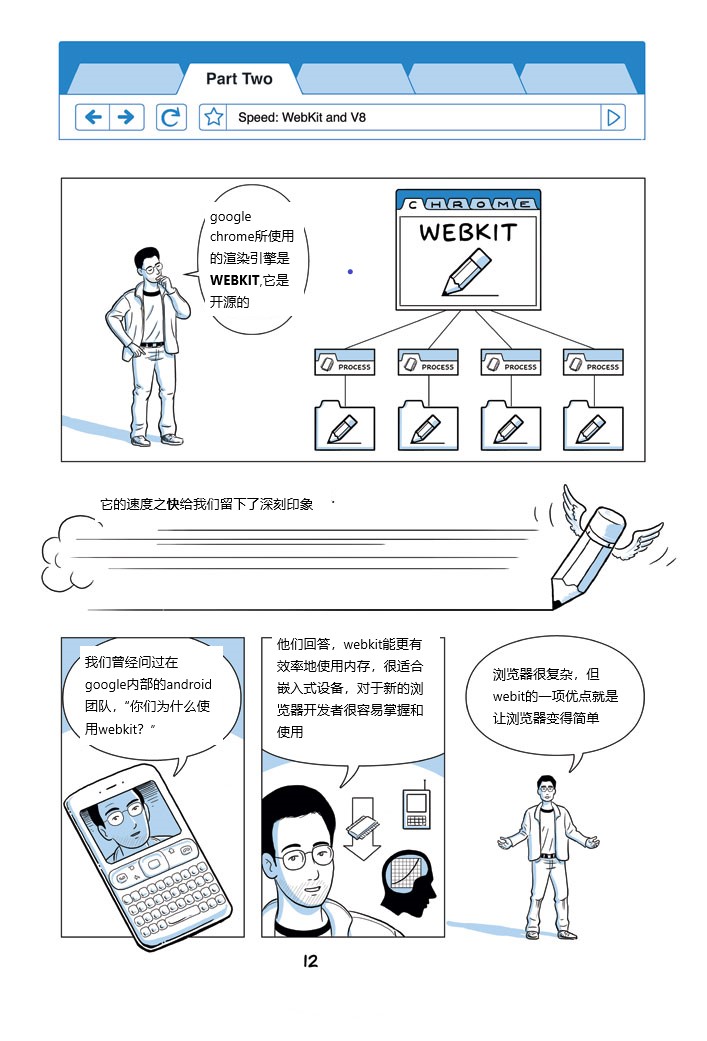 Part Two
Speed: WebKit and V8
google
chrome所使用
的渲染引擎是
WEBKIT,它是
开源的
CHROME
WEBKIT
PROCESS
PROCESS
PROCESS
PROCESS
它的速度之快给我们留下了深刻印象
我们曾经问过在
google内部的android
团队，“你们为什么使
用webkit？”
他们回答，webkit能更有
效率地使用内存，很适合
嵌入式设备，对于新的浏
览器开发者很容易掌握和
使用
浏览器很复杂，但
webit的一项优点就是
让浏览器变得简单
12